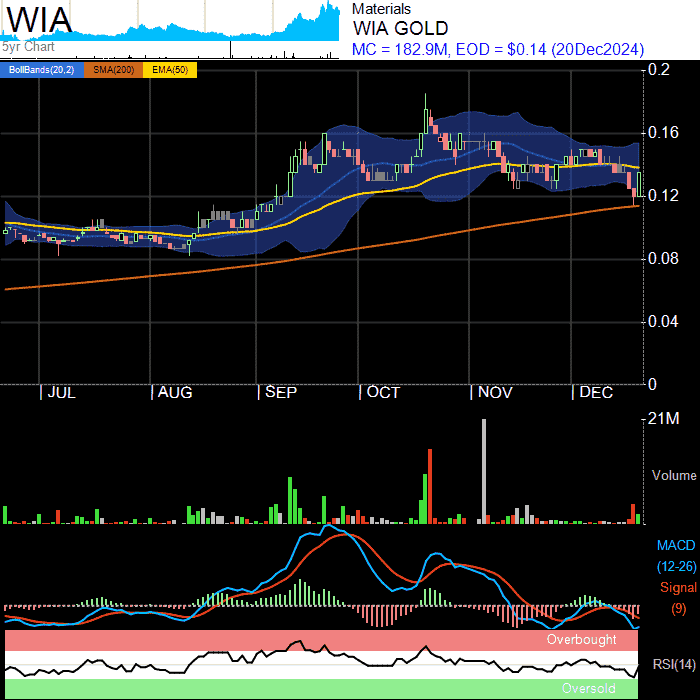 WIA
5yr Chart
Materials
WIA GOLD
MC = 182.9M, EOD = $0.14 (20Dec2024)
BollBands(20,2) SMA(200) EMA(50)
0.2
0.16
0.12
0.08
0.04
0
JUL AUG SEP OCT NOV DEC
21M
Volume
MACD
(12-26)
Signal
(9)
Overbought
RSI(14)
Oversold